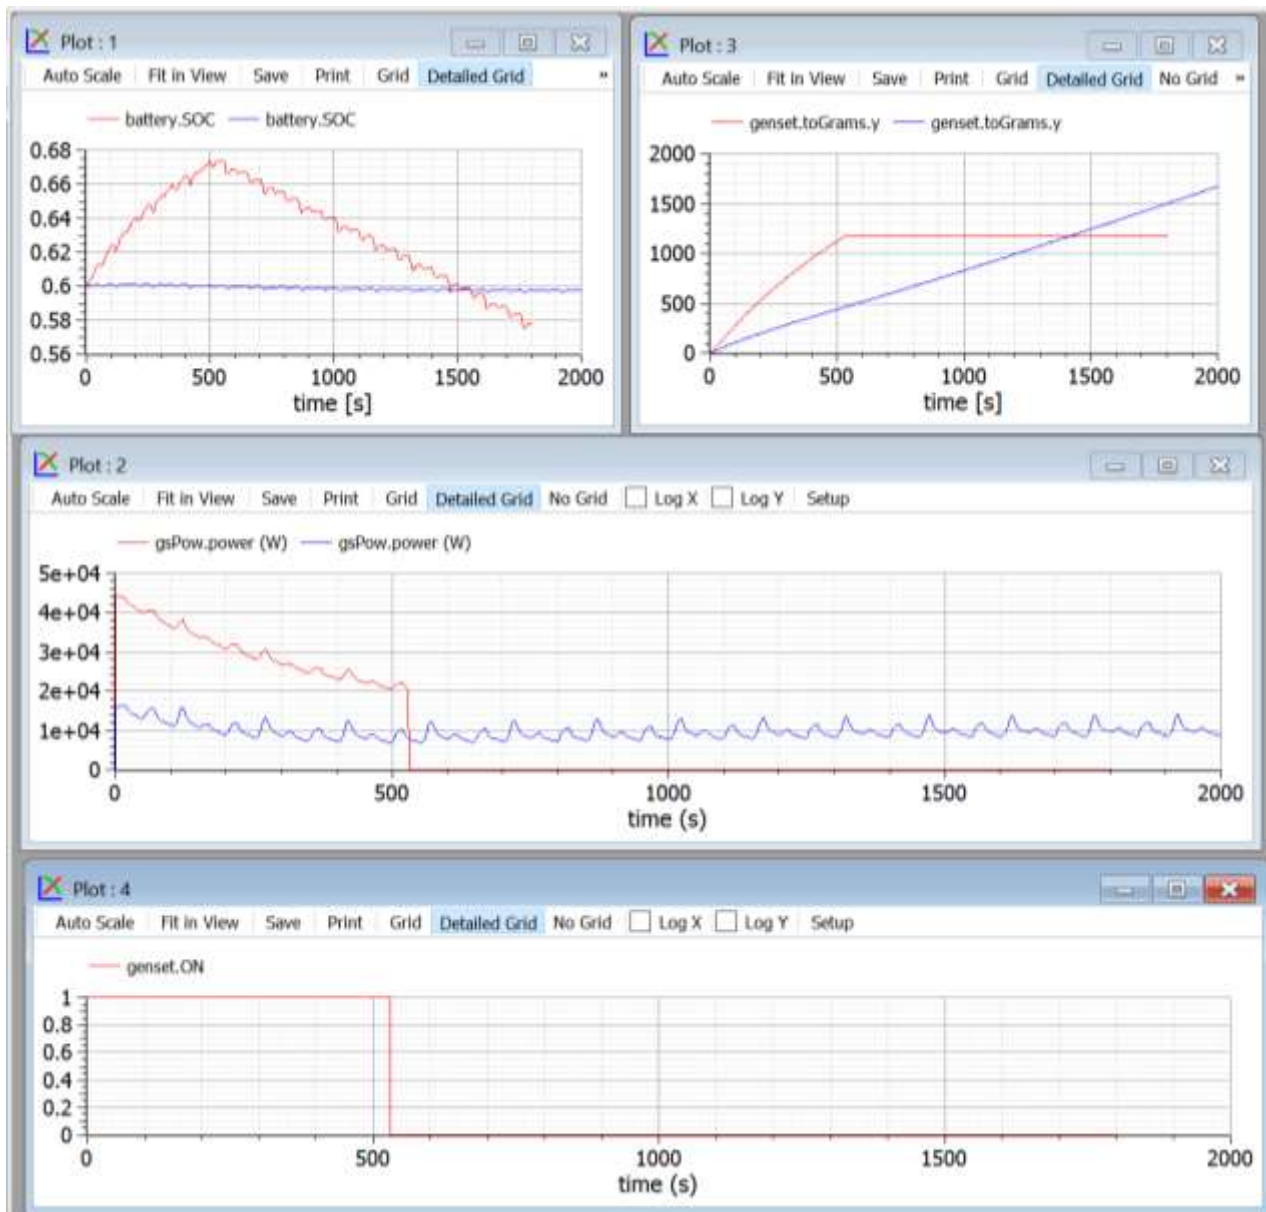 Plot : 1
Auto Scale Fit in View Save Print Grid Detailed Grid »
battery.SOC battery.SOC
0.68
0.66
0.64
0.62
0.6
0.58
0.56
0 500 1000 1500 2000
time [s]
Plot : 3
Auto Scale Fit in View Save Print Grid Detailed Grid No Grid »
genset.toGrams.y genset.toGrams.y
2000
1500
1000
500
0
0 500 1000 1500 2000
time [s]
Plot : 2
Auto Scale Fit in View Save Print Grid Detailed Grid No Grid Log X Log Y Setup
gsPow.power (W) gsPow.power (W)
5e+04
4e+04
3e+04
2e+04
1e+04
0
0 500 1000 1500 2000
time (s)
Plot : 4
Auto Scale Fit in View Save Print Grid Detailed Grid No Grid Log X Log Y Setup
genset.ON
1
0.8
0.6
0.4
0.2
0
0 500 1000 1500 2000
time (s)